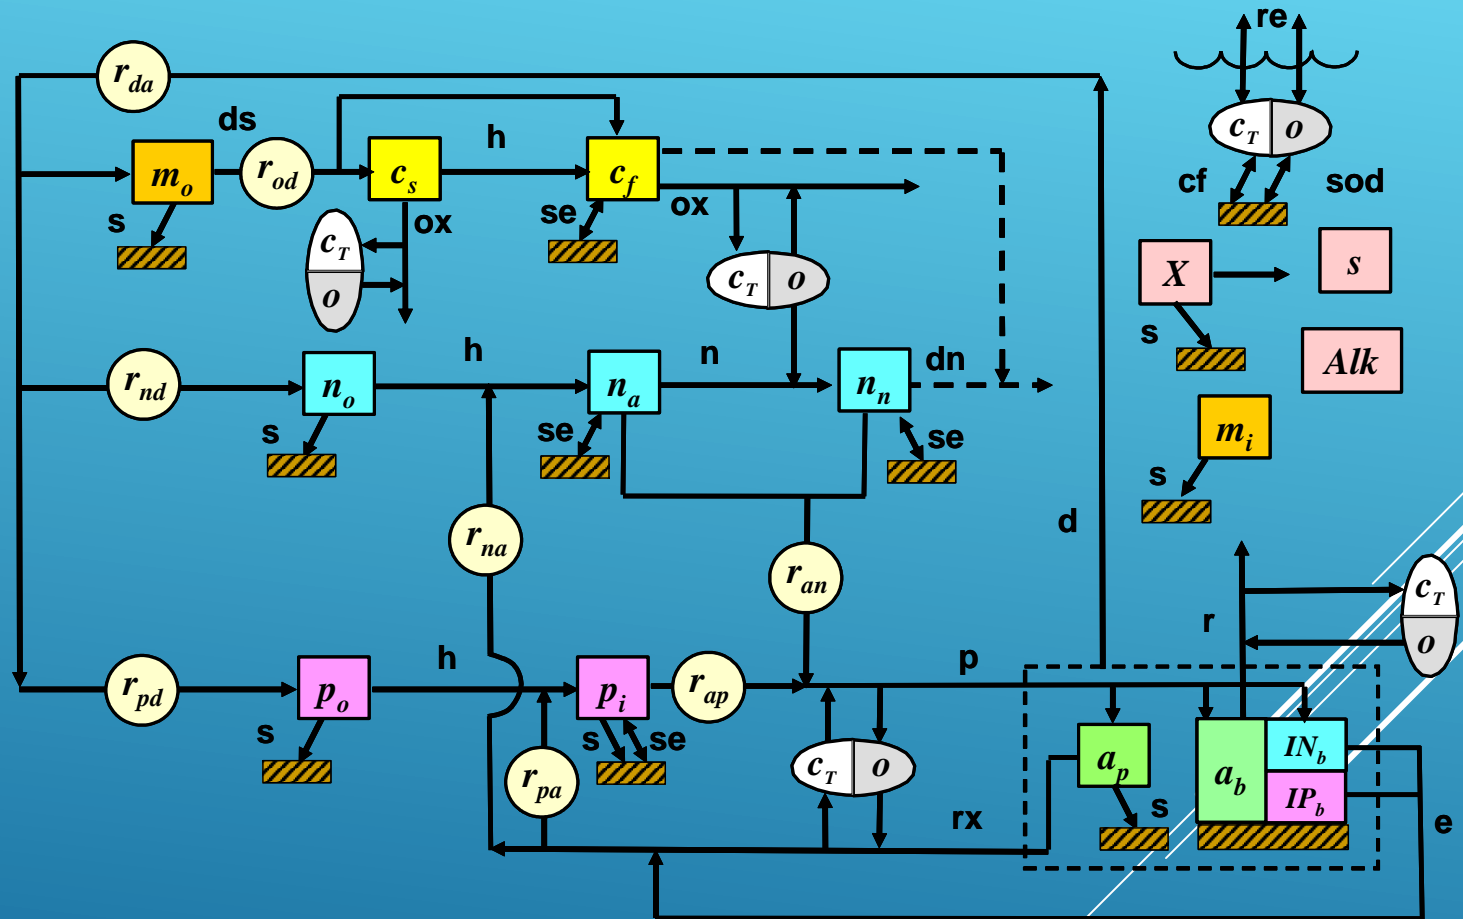 re
r_da
ds
h
c_T o
m_o
r_od
c_s
c_f
cf
sod
s
ox
se
ox
c_T
o
c_T o
X
s
s
Alk
h
n
dn
r_nd
n_o
n_a
n_n
m_i
s
se
se
s
r_na
d
r_an
c_T
o
r
h
p
r_pd
p_o
p_i
r_ap
s
s
se
r_pa
c_T o
a_p
a_b
IN_b
IP_b
s
rx
e